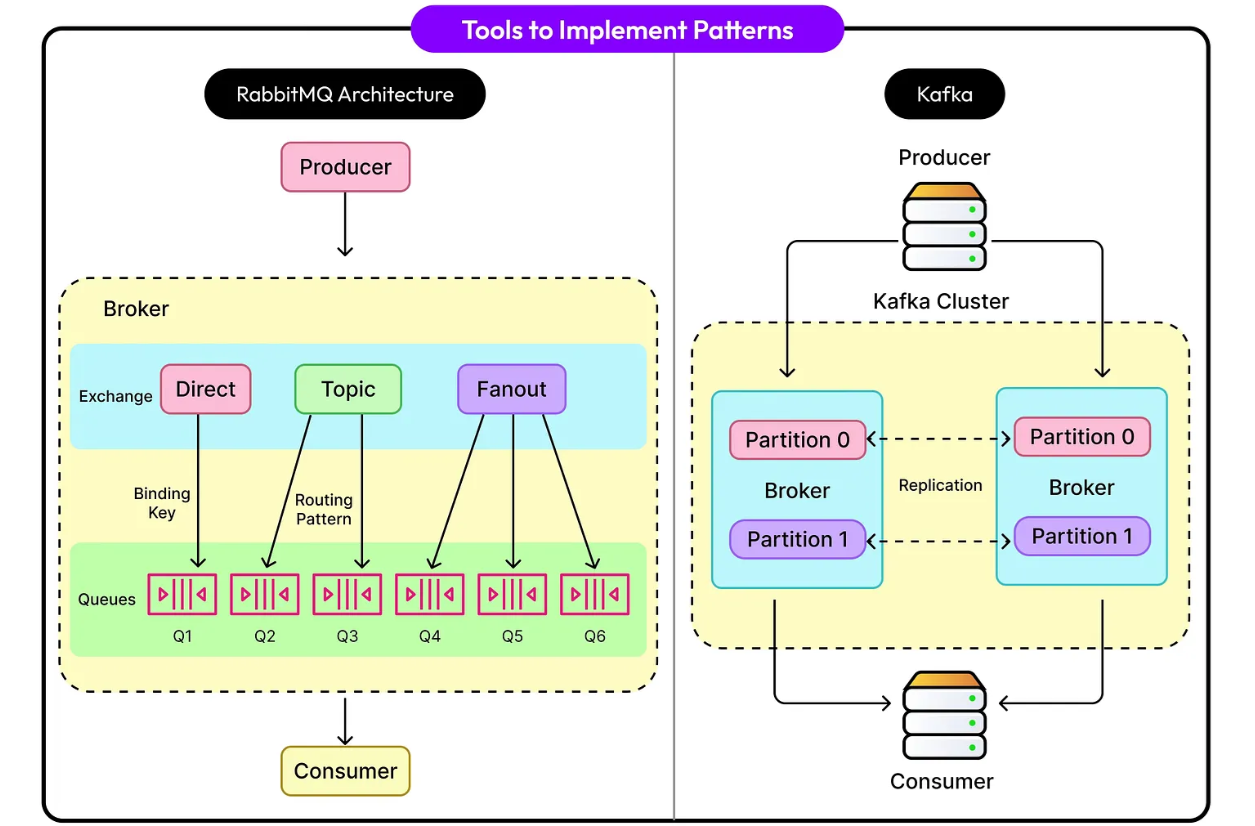 Tools to Implement Patterns
RabbitMQ Architecture
Producer
Broker
Exchange
Direct
Topic
Fanout
Binding
Key
Routing
Pattern
Queues
Q1
Q2
Q3
Q4
Q5
Q6
Consumer
Kafka
Producer
Kafka Cluster
Partition 0
Broker
Partition 1
Replication
Partition 0
Broker
Partition 1
Consumer